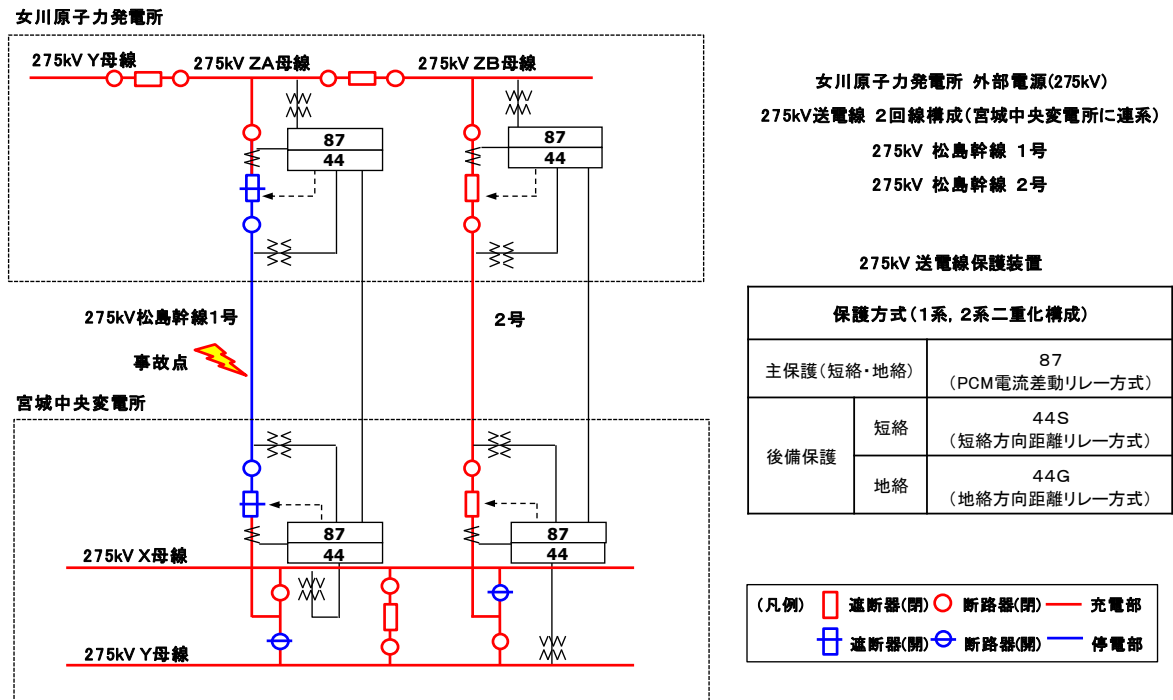 女川原子力発電所
275kV Y母線
275kV ZA母線
275kV ZB母線
87
44
87
44
275kV松島幹線1号
2号
事故点
宮城中央変電所
87
44
87
44
275kV X母線
275kV Y母線
女川原子力発電所 外部電源(275kV)
275kV送電線 2回線構成(宮城中央変電所に連系)
275kV 松島幹線 1号
275kV 松島幹線 2号
275kV 送電線保護装置
保護方式(1系, 2系二重化構成)
主保護(短絡・地絡)
87
(PCM電流差動リレー方式)
後備保護
短絡
44S
(短絡方向距離リレー方式)
地絡
44G
(地絡方向距離リレー方式)
(凡例) 遮断器(閉) 断路器(閉) 充電部
遮断器(開) 断路器(開) 停電部